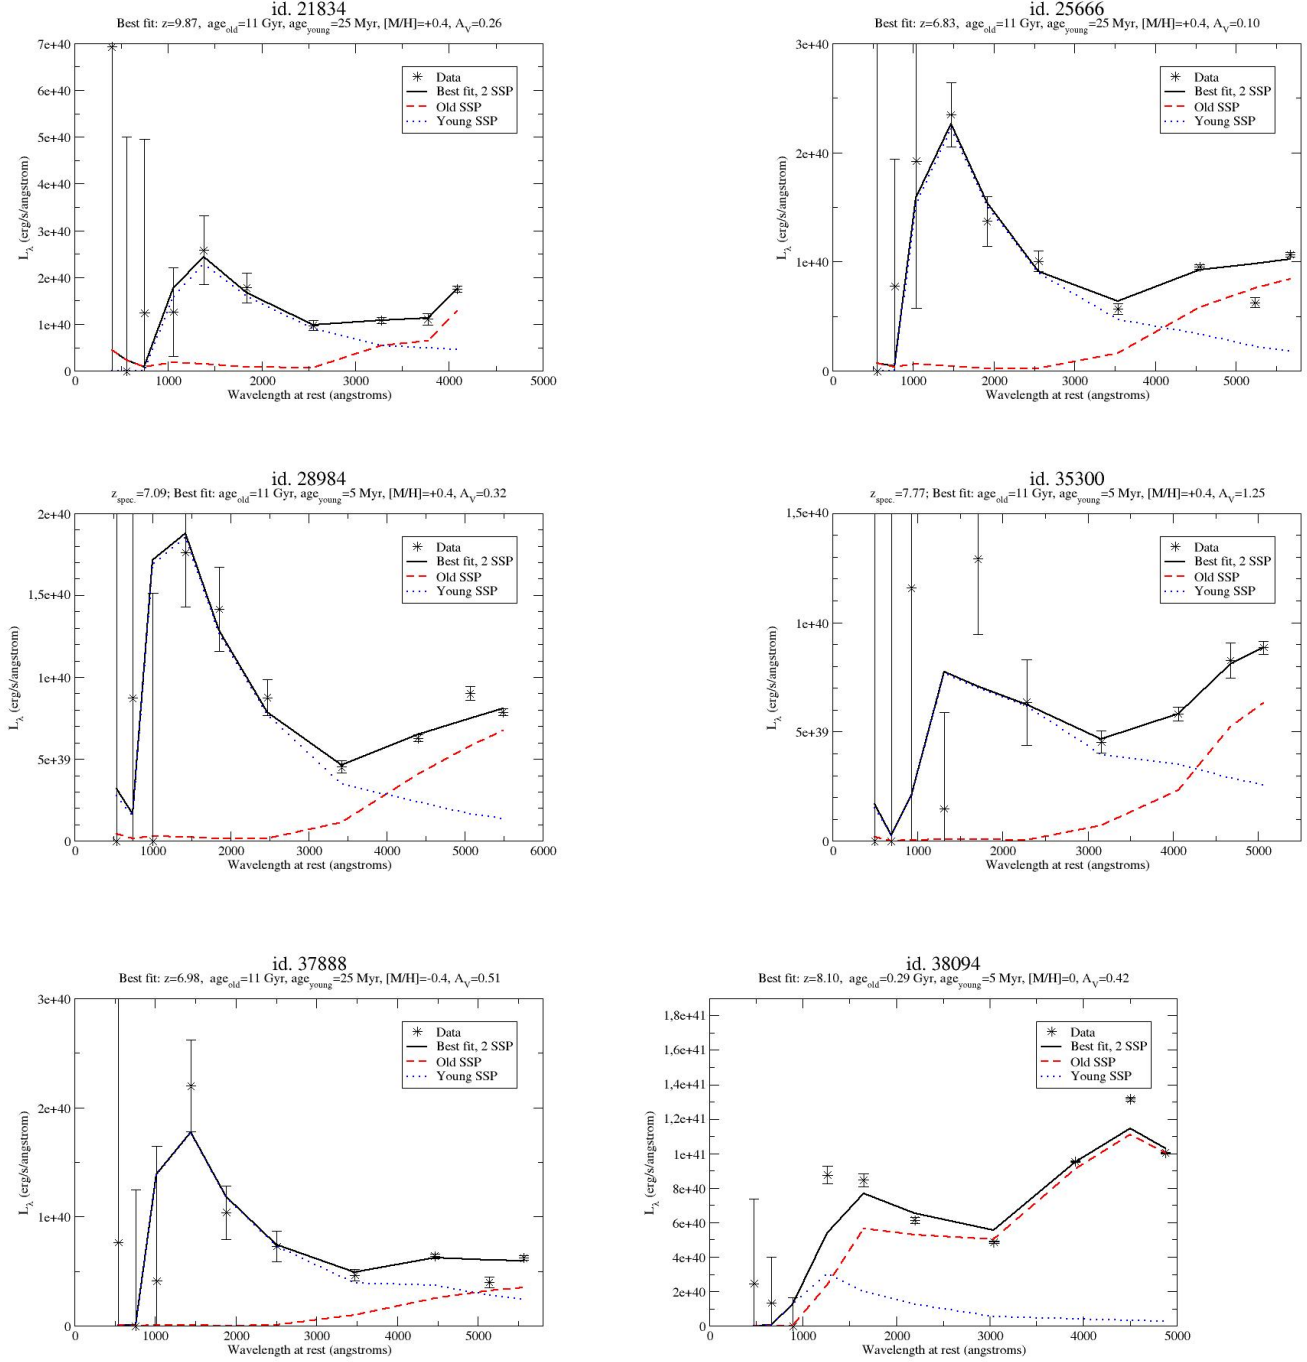 id. 21834
Best fit: z=9.87, age_old=11 Gyr, age_young=25 Myr, [M/H]=+0.4, A_V=0.26
7e+40
6e+40
5e+40
4e+40
3e+40
2e+40
1e+40
0
L_λ (erg/s/angstrom)
Data
Best fit, 2 SSP
Old SSP
Young SSP
0 1000 2000 3000 4000 5000
Wavelength at rest (angstroms)
id. 25666
Best fit: z=6.83, age_old=11 Gyr, age_young=25 Myr, [M/H]=+0.4, A_V=0.10
3e+40
2e+40
1e+40
0
L_λ (erg/s/angstrom)
Data
Best fit, 2 SSP
Old SSP
Young SSP
0 1000 2000 3000 4000 5000
Wavelength at rest (angstroms)
id. 28984
z_spec.=7.09; Best fit: age_old=11 Gyr, age_young=5 Myr, [M/H]=+0.4, A_V=0.32
2e+40
1,5e+40
1e+40
5e+39
0
L_λ (erg/s/angstrom)
Data
Best fit, 2 SSP
Old SSP
Young SSP
0 1000 2000 3000 4000 5000 6000
Wavelength at rest (angstroms)
id. 35300
z_spec.=7.77; Best fit: age_old=11 Gyr, age_young=5 Myr, [M/H]=+0.4, A_V=1.25
1,5e+40
1e+40
5e+39
0
L_λ (erg/s/angstrom)
Data
Best fit, 2 SSP
Old SSP
Young SSP
0 1000 2000 3000 4000 5000
Wavelength at rest (angstroms)
id. 37888
Best fit: z=6.98, age_old=11 Gyr, age_young=25 Myr, [M/H]=-0.4, A_V=0.51
3e+40
2e+40
1e+40
0
L_λ (erg/s/angstrom)
Data
Best fit, 2 SSP
Old SSP
Young SSP
0 1000 2000 3000 4000 5000
Wavelength at rest (angstroms)
id. 38094
Best fit: z=8.10, age_old=0.29 Gyr, age_young=5 Myr, [M/H]=0, A_V=0.42
1,8e+41
1,6e+41
1,4e+41
1,2e+41
1e+41
8e+40
6e+40
4e+40
2e+40
0
L_λ (erg/s/angstrom)
Data
Best fit, 2 SSP
Old SSP
Young SSP
0 1000 2000 3000 4000 5000
Wavelength at rest (angstroms)